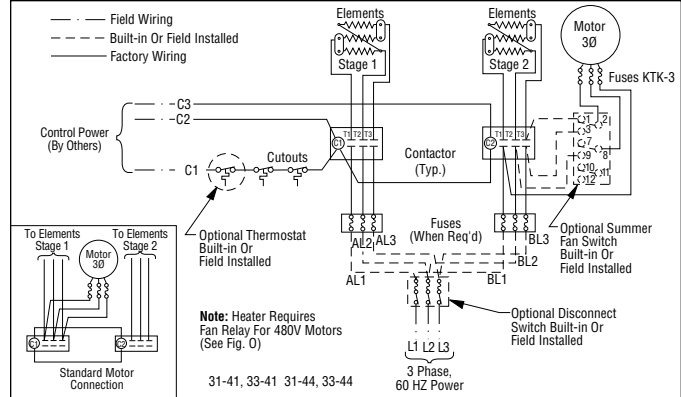 Field Wiring
Built-in Or Field Installed
Factory Wiring
Elements
Stage 1
Elements
Stage 2
Motor
3Ø
Fuses KTK-3
C3
C2
Control Power
(By Others)
C1
Cutouts
T1 T2 T3
C1
Contactor
(Typ.)
T1 T2 T3
C2
1
2
3
7
9
8
10
11
12
Optional Thermostat
Built-in Or
Field Installed
AL2
AL3
AL1
Fuses
(When Req'd)
BL3
BL2
BL1
Optional Summer
Fan Switch
Built-in Or
Field Installed
To Elements
Stage 1
To Elements
Stage 2
Motor
3Ø
C1
C2
Standard Motor
Connection
Note: Heater Requires
Fan Relay For 480V Motors
(See Fig. O)
Optional Disconnect
Switch Built-in Or
Field Installed
L1 L2 L3
3 Phase,
60 HZ Power
31-41, 33-41 31-44, 33-44